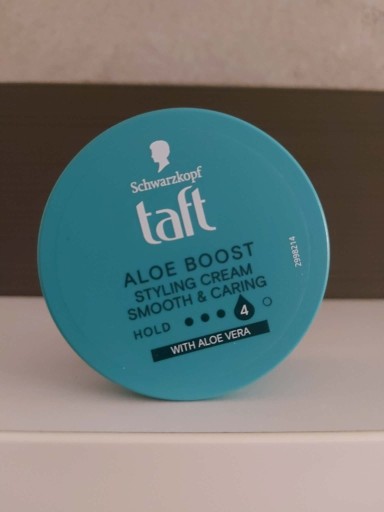 Schwarzkopf
taft
ALOE BOOST
STYLING CREAM
SMOOTH & CARING
HOLD 4
WITH ALOE VERA
2998214